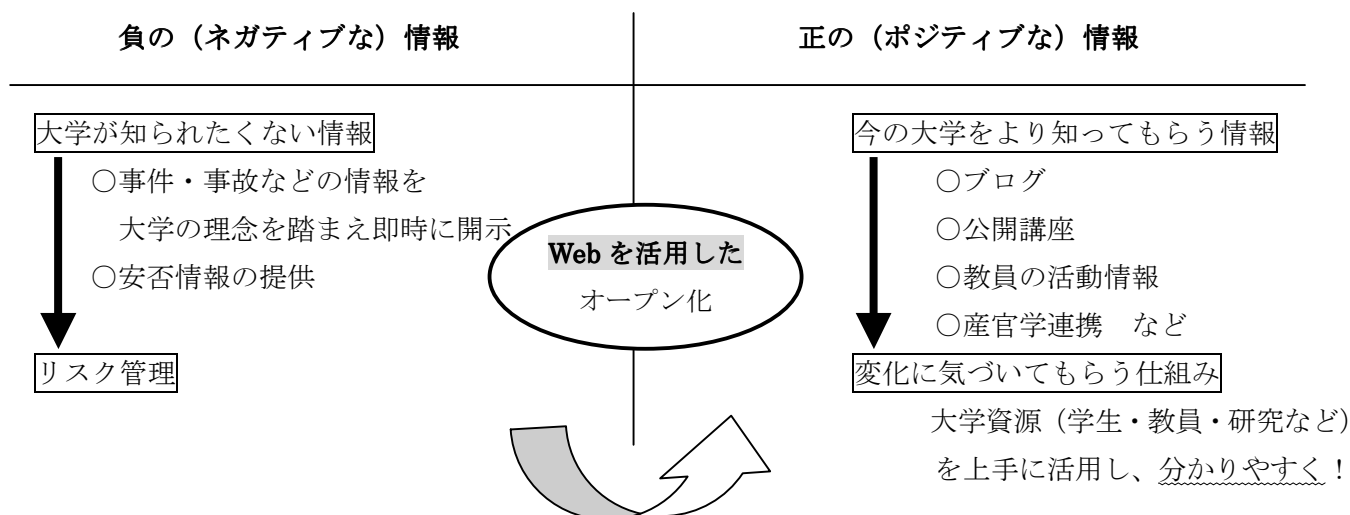 負の（ネガティブな）情報
正の（ポジティブな）情報
大学が知られたくない情報
○事件・事故などの情報を
大学の理念を踏まえ即時に開示
○安否情報の提供
リスク管理
Web を活用した
オープン化
今の大学をより知ってもらう情報
○ブログ
○公開講座
○教員の活動情報
○産官学連携　など
変化に気づいてもらう仕組み
大学資源（学生・教員・研究など）
を上手に活用し、分かりやすく！